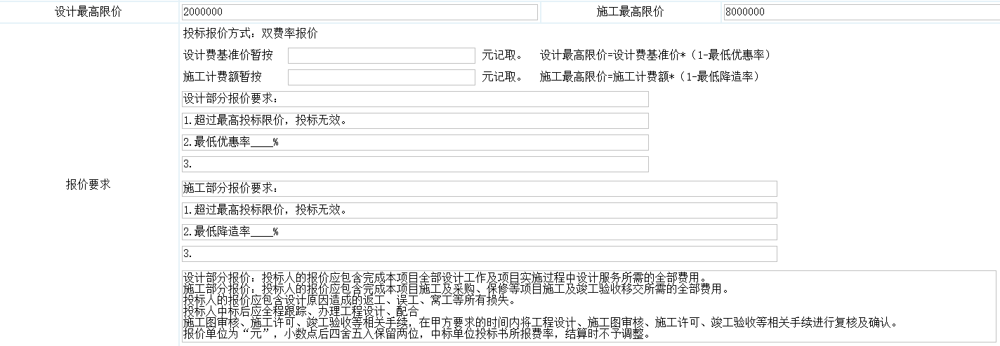 设计最高限价 2000000 施工最高限价 8000000
投标报价方式：双费率报价
设计费基准价暂按 元记取。 设计最高限价=设计费基准价*（1-最低优惠率）
施工计费额暂按 元记取。 施工最高限价=施工计费额*（1-最低降造率）
设计部分报价要求：
1.超过最高投标限价，投标无效。
2.最低优惠率____%
3.
报价要求
施工部分报价要求：
1.超过最高投标限价，投标无效。
2.最低降造率____%
3.
设计部分报价：投标人的报价应包含完成本项目全部设计工作及项目实施过程中设计服务所需的全部费用。
施工部分报价：投标人的报价应包含完成本项目施工及采购、保修等项目施工及竣工验收移交所需的全部费用。
投标人的报价应包含设计原因造成的返工、误工、窝工等所有损失。
投标人中标后应全程跟踪、办理工程设计、配合
施工图审核、施工许可、竣工验收等相关手续，在甲方要求的时间内将工程设计、施工图审核、施工许可、竣工验收等相关手续进行复核及确认。
报价单位为“元”，小数点后四舍五入保留两位，中标单位投标书所报费率，结算时不予调整。